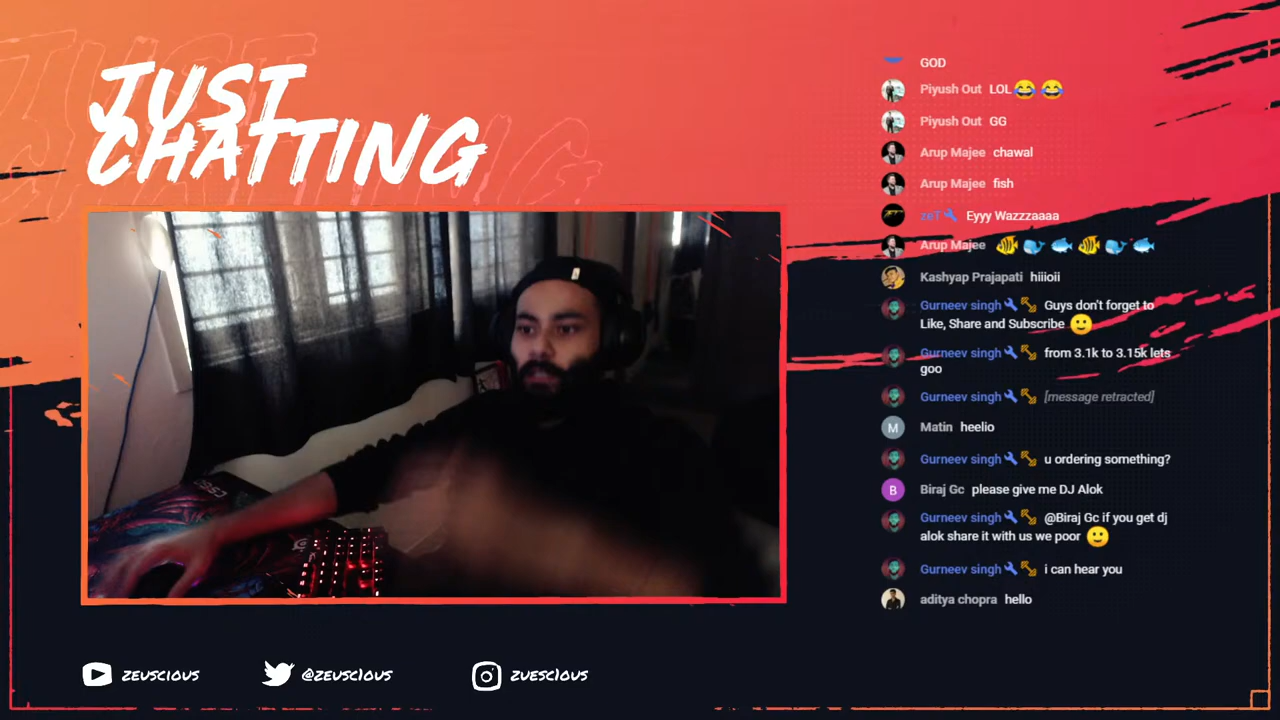 JUST
CHATTING
GOD
Piyush Out LOL😂😂
Piyush Out GG
Arup Majee chawal
Arup Majee fish
zeT Eyyy Wazzzaaaa
Arup Majee 🐠🐳🐟🐠🐳🐟
Kashyap Prajapati hiiioii
Gurneev singh Guys don't forget to
Like, Share and Subscribe 🙂
Gurneev singh from 3.1k to 3.15k lets
goo
Gurneev singh [message retracted]
M Matin heelio
Gurneev singh u ordering something?
B Biraj Gc please give me DJ Alok
Gurneev singh @Biraj Gc if you get dj
alok share it with us we poor 🙂
Gurneev singh i can hear you
aditya chopra hello
ZEUSCIOUS @ZEUSC1OUS ZUESC1OUS